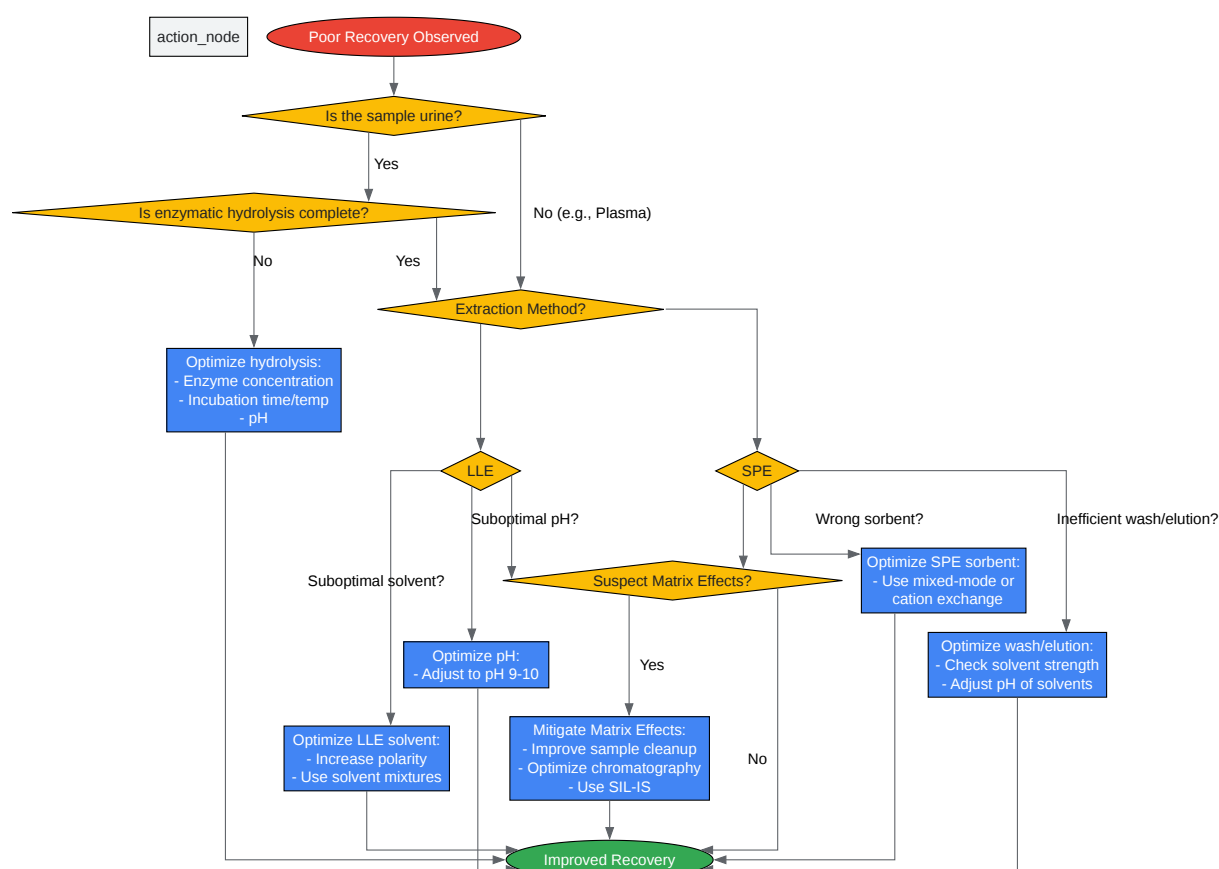 action_node
Poor Recovery Observed
Is the sample urine?
Yes
Is enzymatic hydrolysis complete?
No (e.g., Plasma)
No
Yes
Extraction Method?
Optimize hydrolysis:
- Enzyme concentration
- Incubation time/temp
- pH
LLE
SPE
Suboptimal pH?
Wrong sorbent?
Inefficient wash/elution?
Suboptimal solvent?
Suspect Matrix Effects?
Optimize SPE sorbent:
- Use mixed-mode or
cation exchange
Optimize pH:
- Adjust to pH 9-10
Yes
Optimize wash/elution:
- Check solvent strength
- Adjust pH of solvents
Optimize LLE solvent:
- Increase polarity
- Use solvent mixtures
Mitigate Matrix Effects:
- Improve sample cleanup
- Optimize chromatography
- Use SIL-IS
No
Improved Recovery